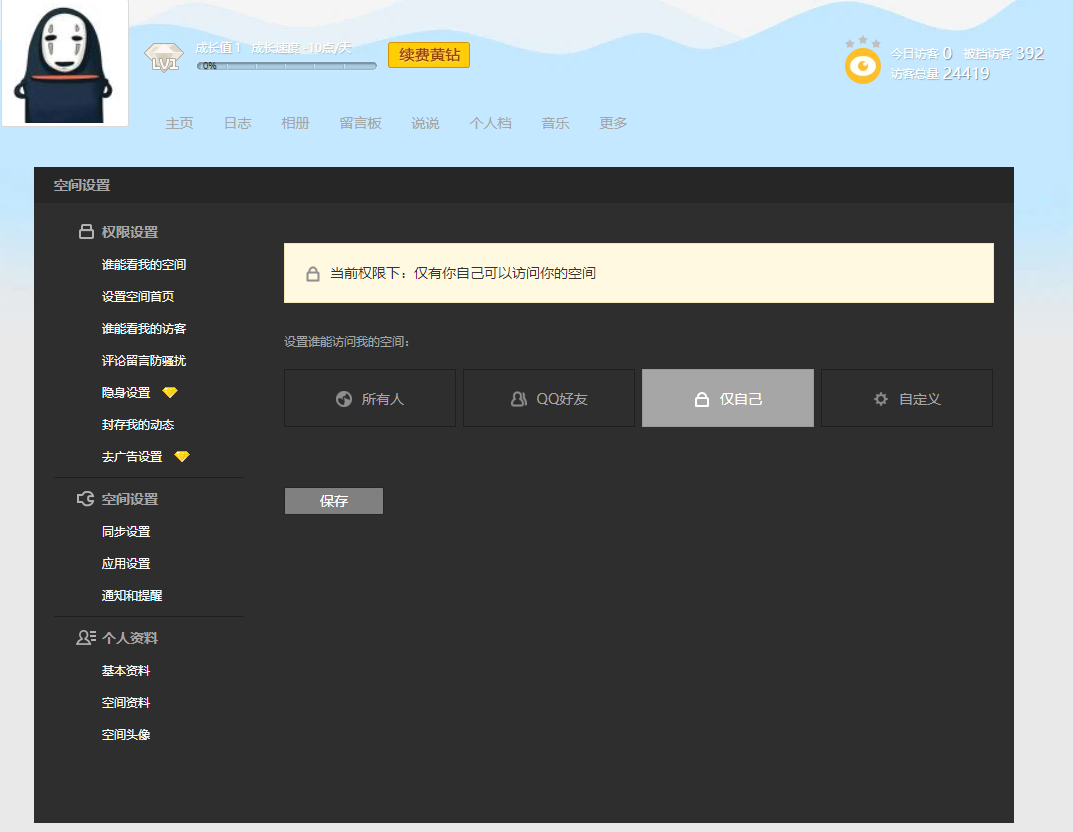 LV1 成长值 1 成长速度 -10点/天 续费黄钻
0%
今日访客 0 被挡访客 392
访客总量 24419
主页 日志 相册 留言板 说说 个人档 音乐 更多
空间设置
权限设置
谁能看我的空间
设置空间首页
谁能看我的访客
评论留言防骚扰
隐身设置
封存我的动态
去广告设置
空间设置
同步设置
应用设置
通知和提醒
个人资料
基本资料
空间资料
空间头像
当前权限下：仅有你自己可以访问你的空间
设置谁能访问我的空间：
所有人 QQ好友 仅自己 自定义
保存